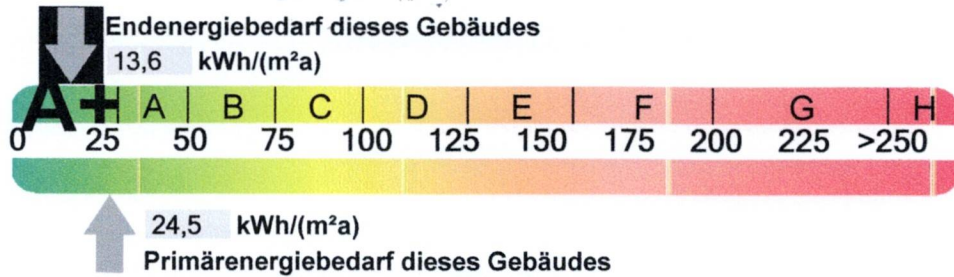 Endenergiebedarf dieses Gebäudes
13,6 kWh/(m²a)
A+ A B C D E F G H
0 25 50 75 100 125 150 175 200 225 >250
24,5 kWh/(m²a)
Primärenergiebedarf dieses Gebäudes